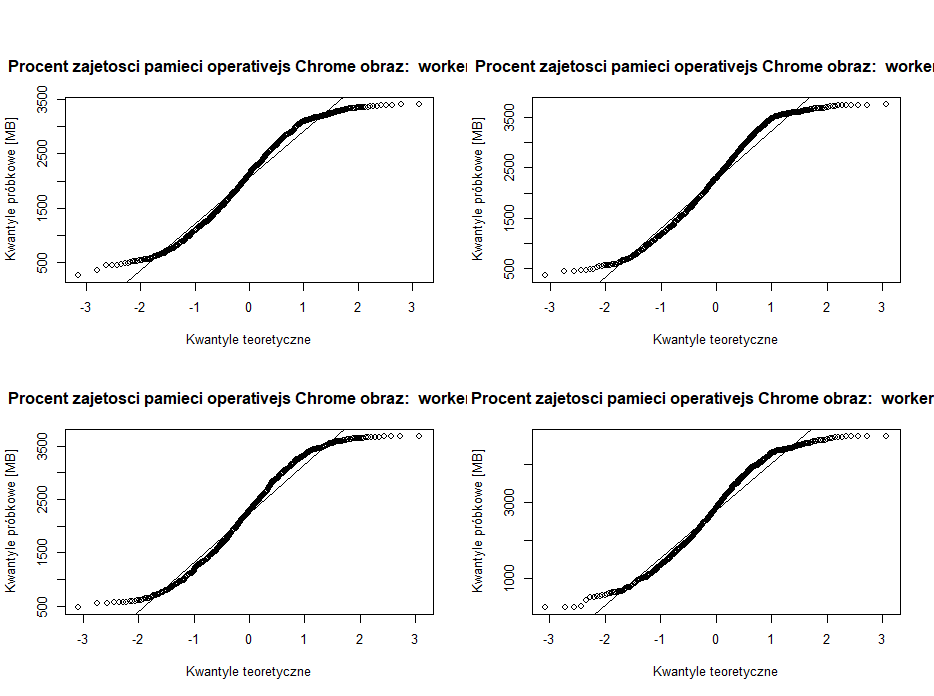 Procent zajetosci pamieci operatywejs Chrome obraz: worker
Kwantyle próbkowe [MB]
3500
2500
1500
500
-3 -2 -1 0 1 2 3
Kwantyle teoretyczne
Procent zajetosci pamieci operativejs Chrome obraz: worker
Kwantyle próbkowe [MB]
3500
2500
1500
500
-3 -2 -1 0 1 2 3
Kwantyle teoretyczne
Procent zajetosci pamieci operativejs Chrome obraz: worker
Kwantyle próbkowe [MB]
3500
2500
1500
500
-3 -2 -1 0 1 2 3
Kwantyle teoretyczne
Procent zajetosci pamieci operativejs Chrome obraz: worker
Kwantyle próbkowe [MB]
3000
1000
-3 -2 -1 0 1 2 3
Kwantyle teoretyczne